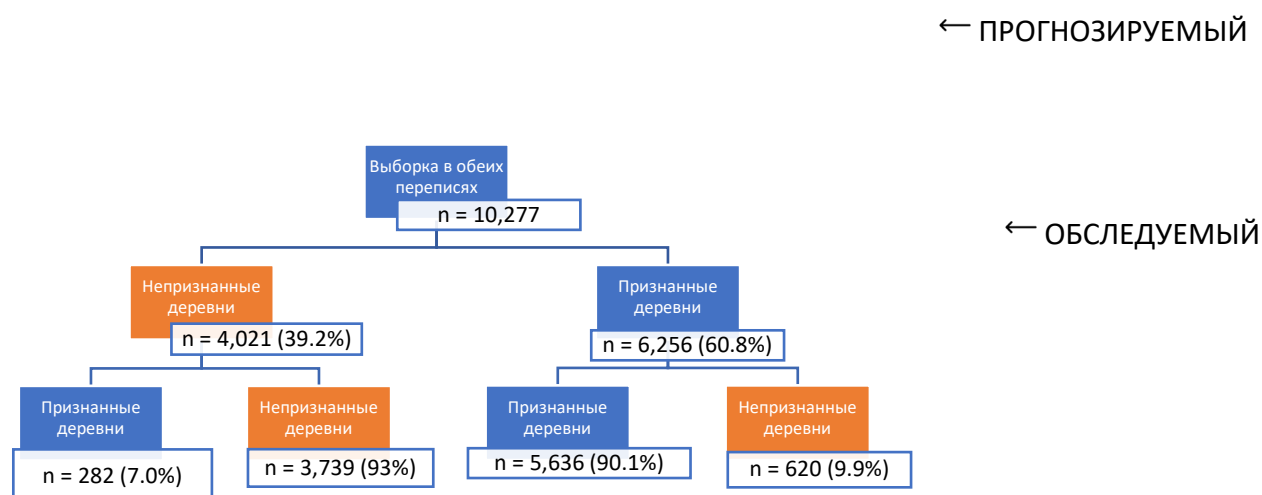 ← ПРОГНОЗИРУЕМЫЙ
Выборка в обеих
переписях
n = 10,277
← ОБСЛЕДУЕМЫЙ
Непризнанные
деревни
n = 4,021 (39.2%)
Признанные
деревни
n = 6,256 (60.8%)
Признанные
деревни
n = 282 (7.0%)
Непризнанные
деревни
n = 3,739 (93%)
Признанные
деревни
n = 5,636 (90.1%)
Непризнанные
деревни
n = 620 (9.9%)